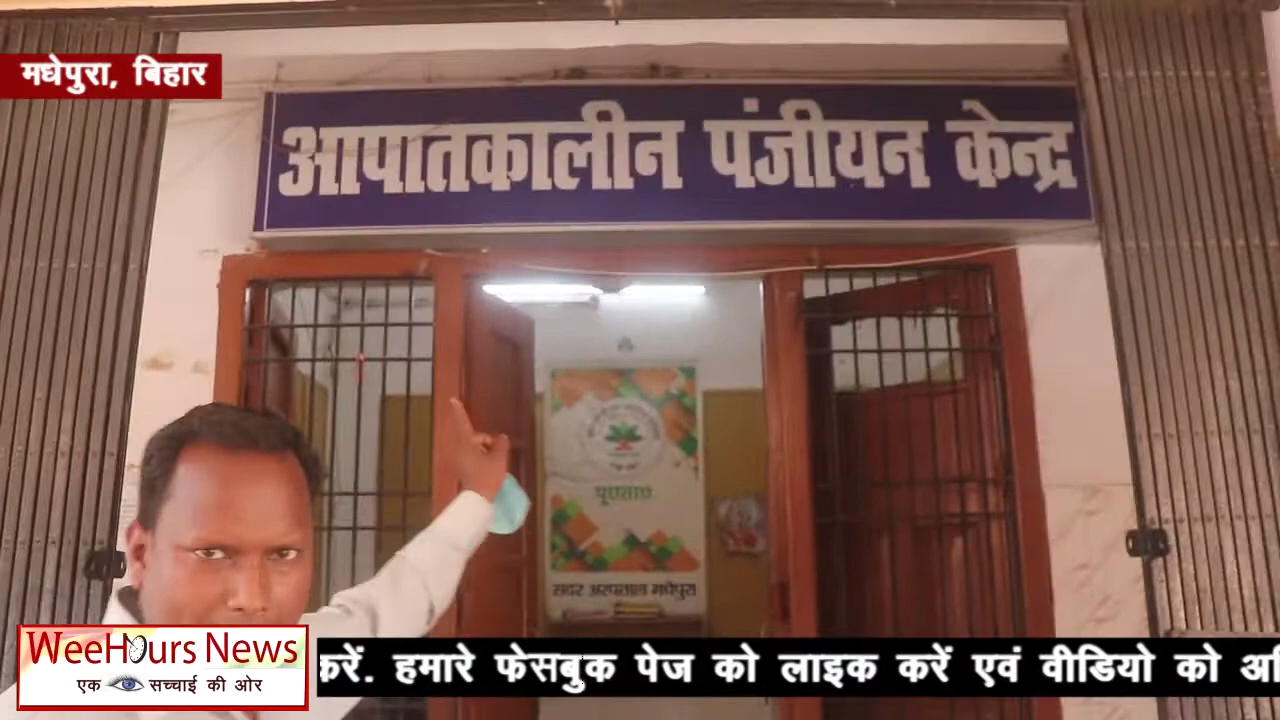 मधेपुरा, बिहार
आपातकालीन पंजीयन केन्द्र
पूछताछ
सदर अस्पताल मधेपुरा
WeeHours News
एक सच्चाई की ओर
करें. हमारे फेसबुक पेज को लाइक करें एवं वीडियो को